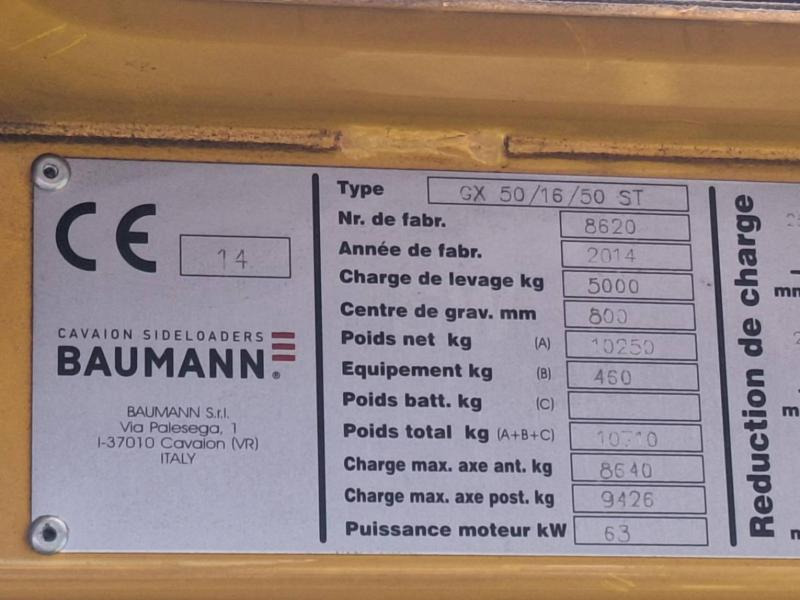 CE 14
CAVAION SIDELOADERS
BAUMANN®
BAUMANN S.r.l.
Via Palesega, 1
I-37010 Cavaion (VR)
ITALY
Type GX 50/16/50 ST
Nr. de fabr. 8620
Année de fabr. 2014
Charge de levage kg 5000
Centre de grav. mm 800
Poids net kg (A) 10250
Equipement kg (B) 460
Poids batt. kg (C)
Poids total kg (A+B+C) 10710
Charge max. axe ant. kg 8640
Charge max. axe post. kg 9426
Puissance moteur kW 63
Reduction de charge
mm